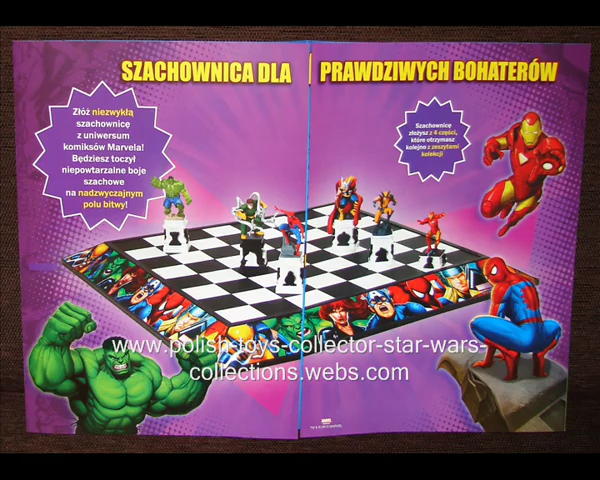 SZACHOWNICA DLA PRAWDZIWYCH BOHATERÓW
Złóż niezwykłą
szachownicę
z uniwersum
komiksów Marvela!
Będziesz toczył
niepowtarzalne boje
szachowe
na nadzwyczajnym
polu bitwy!
Szachownicę
złożysz z 4 części,
które otrzymasz
kolejno z zeszytami
kolekcji
www.polish-toys-collector-star-wars-
collections.webs.com